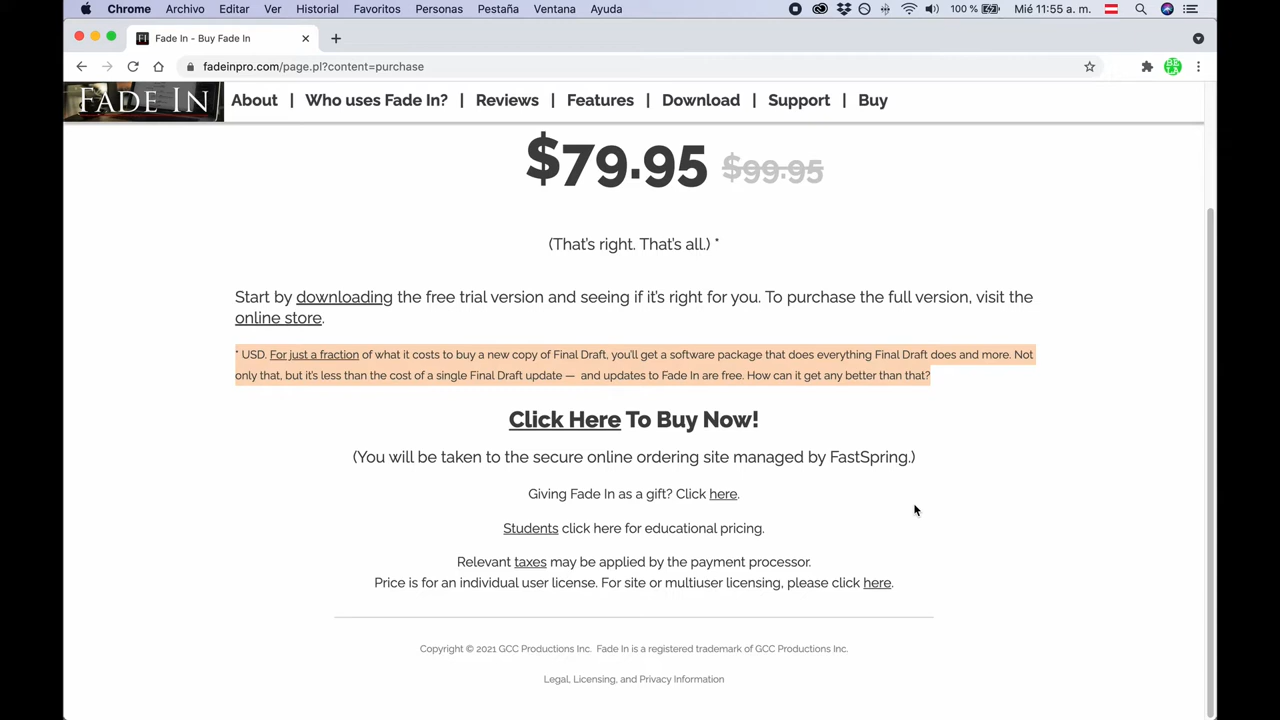 Chrome Archivo Editar Ver Historial Favoritos Personas Pestaña Ventana Ayuda 100 % Mié 11:55 a. m.
FI Fade In - Buy Fade In
fadeinpro.com/page.pl?content=purchase
FADE IN About | Who uses Fade In? | Reviews | Features | Download | Support | Buy
$79.95 $99.95
(That's right. That's all.) *
Start by downloading the free trial version and seeing if it's right for you. To purchase the full version, visit the
online store.
* USD. For just a fraction of what it costs to buy a new copy of Final Draft, you'll get a software package that does everything Final Draft does and more. Not
only that, but it's less than the cost of a single Final Draft update — and updates to Fade In are free. How can it get any better than that?
Click Here To Buy Now!
(You will be taken to the secure online ordering site managed by FastSpring.)
Giving Fade In as a gift? Click here.
Students click here for educational pricing.
Relevant taxes may be applied by the payment processor.
Price is for an individual user license. For site or multiuser licensing, please click here.
Copyright © 2021 GCC Productions Inc. Fade In is a registered trademark of GCC Productions Inc.
Legal, Licensing, and Privacy Information